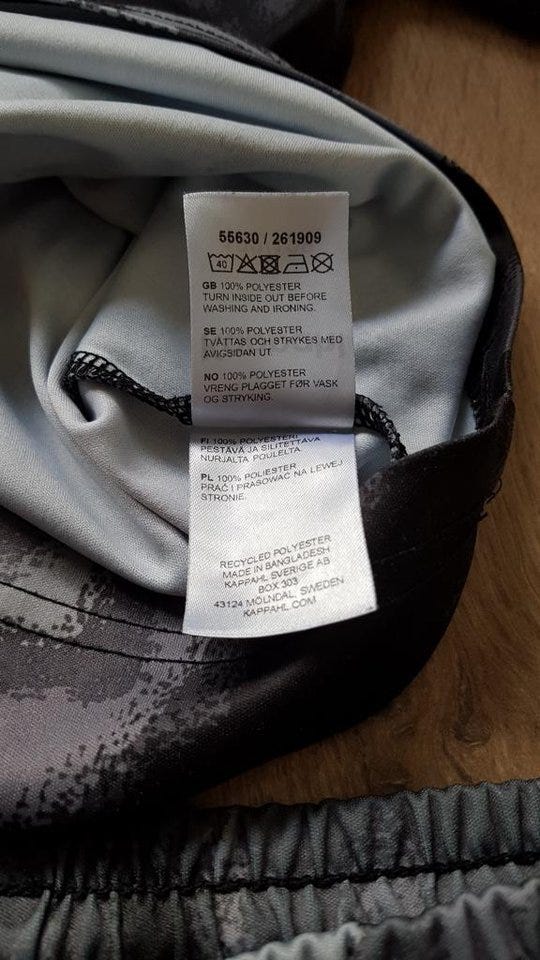 55630 / 261909
40
GB 100% POLYESTER
TURN INSIDE OUT BEFORE
WASHING AND IRONING.
SE 100% POLYESTER
TVÄTTAS OCH STRYKES MED
AVIGSIDAN UT.
NO 100% POLYESTER
VRENG PLAGGET FØR VASK
OG STRYKING.
FI 100% POLYESTERI
PESTÄVÄ JA SILITETTÄVÄ
NURJALTA PUOLELTA.
PL 100% POLIESTER
PRAĆ I PRASOWAĆ NA LEWEJ
STRONIE.
RECYCLED POLYESTER
MADE IN BANGLADESH
KAPPAHL SVERIGE AB
BOX 303
43124 MÖLNDAL, SWEDEN
KAPPAHL.COM